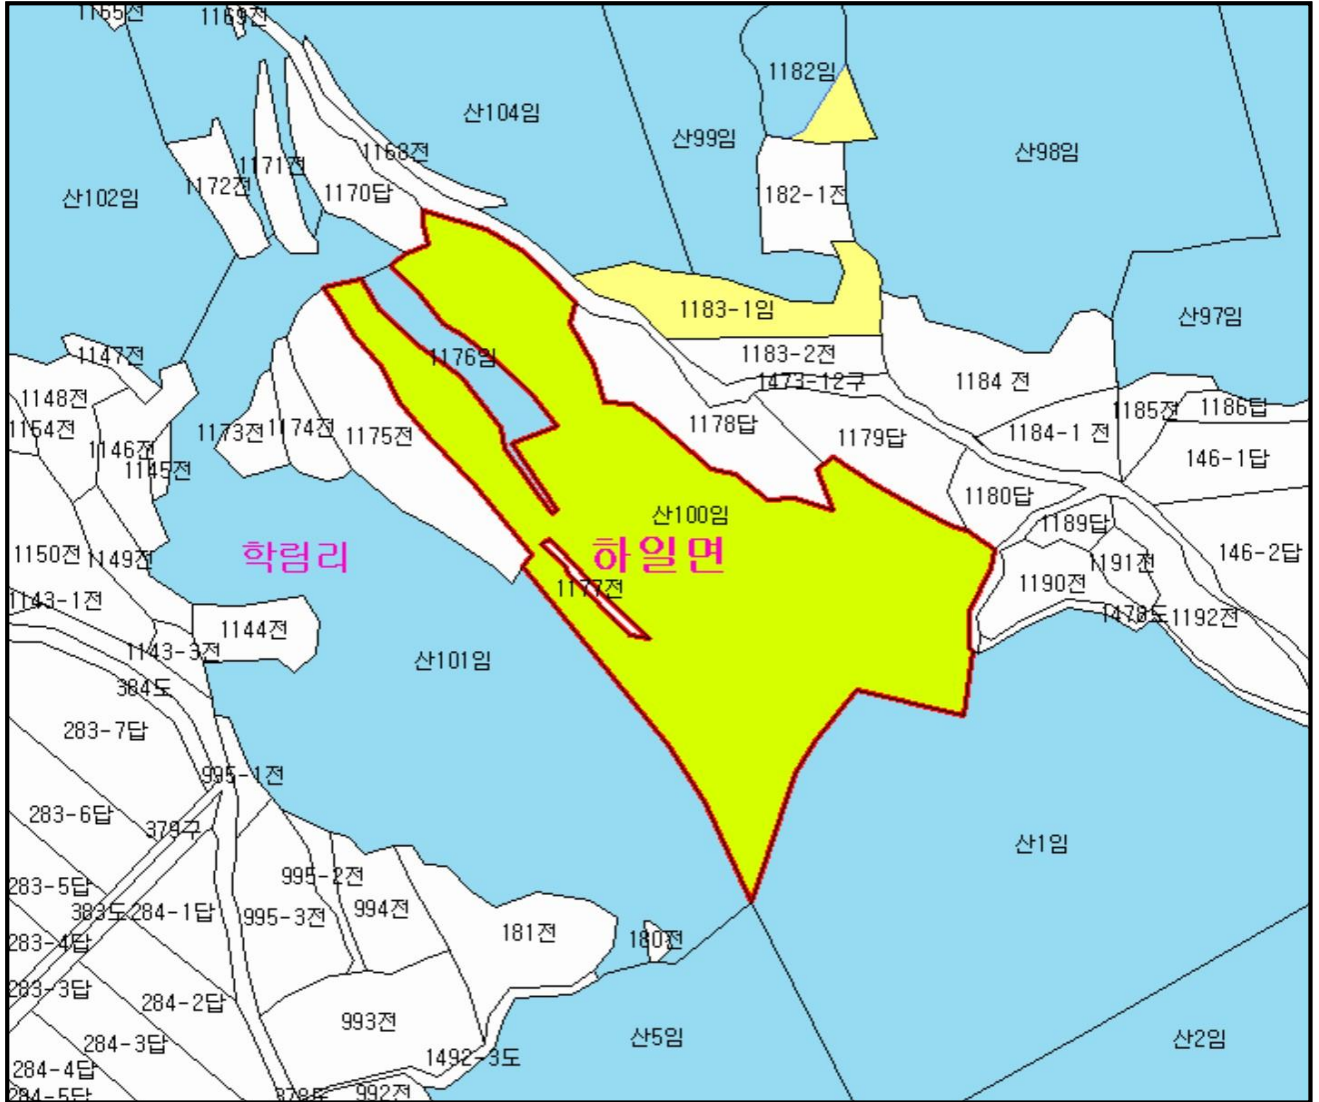 1169전
1182임
산104임
산99임
산98임
1168전
1171전
1172전
1170답
산102임
1182-1전
1183-1임
산97임
1147전
1176임
1183-2전
1473-12구
1184 전
1148전
1185전
1186답
1154전
1146전
1173전
1174전
1175전
1178답
1179답
1184-1 전
146-1답
1145전
1180답
산100임
1189답
1150전
1149전
학림리
하일면
1191전
146-2답
1177전
1190전
1143-1전
1478도
1192전
1144전
1143-3전
산101임
384도
283-7답
995-1전
283-6답
379구
산1임
995-2전
283-5답
383도
284-1답
995-3전
994전
181전
180전
283-4답
283-3답
284-2답
993전
284-3답
산5임
산2임
1492-3도
284-4답
992전
284-5답